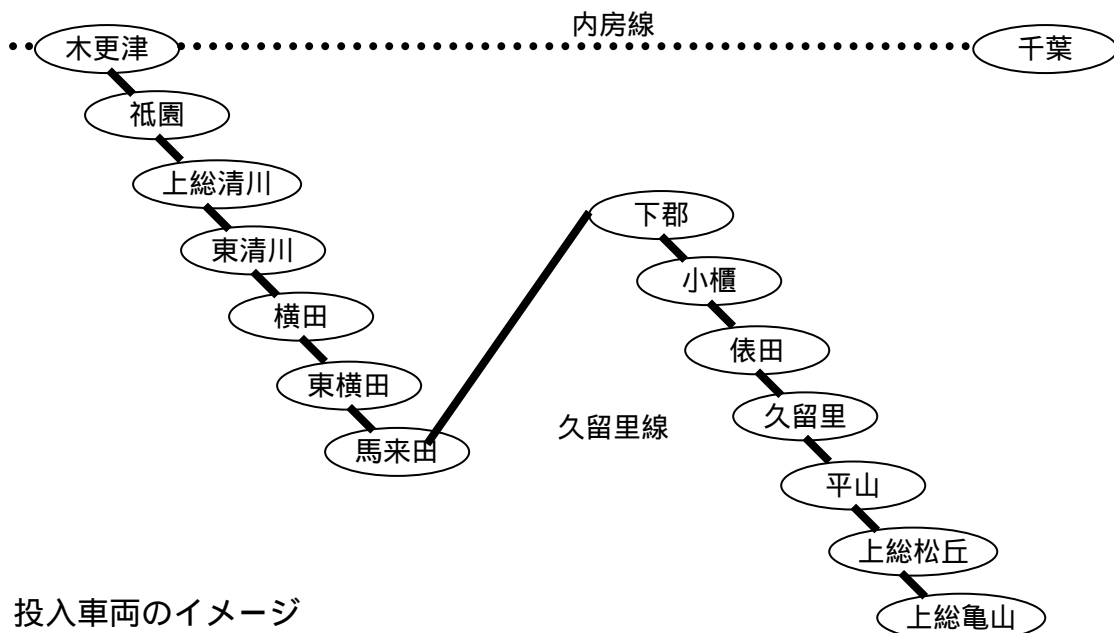 内房線
木更津
千葉
祇園
上総清川
東清川
横田
東横田
馬来田
下郡
小櫃
俵田
久留里
久留里線
平山
上総松丘
上総亀山
投入車両のイメージ